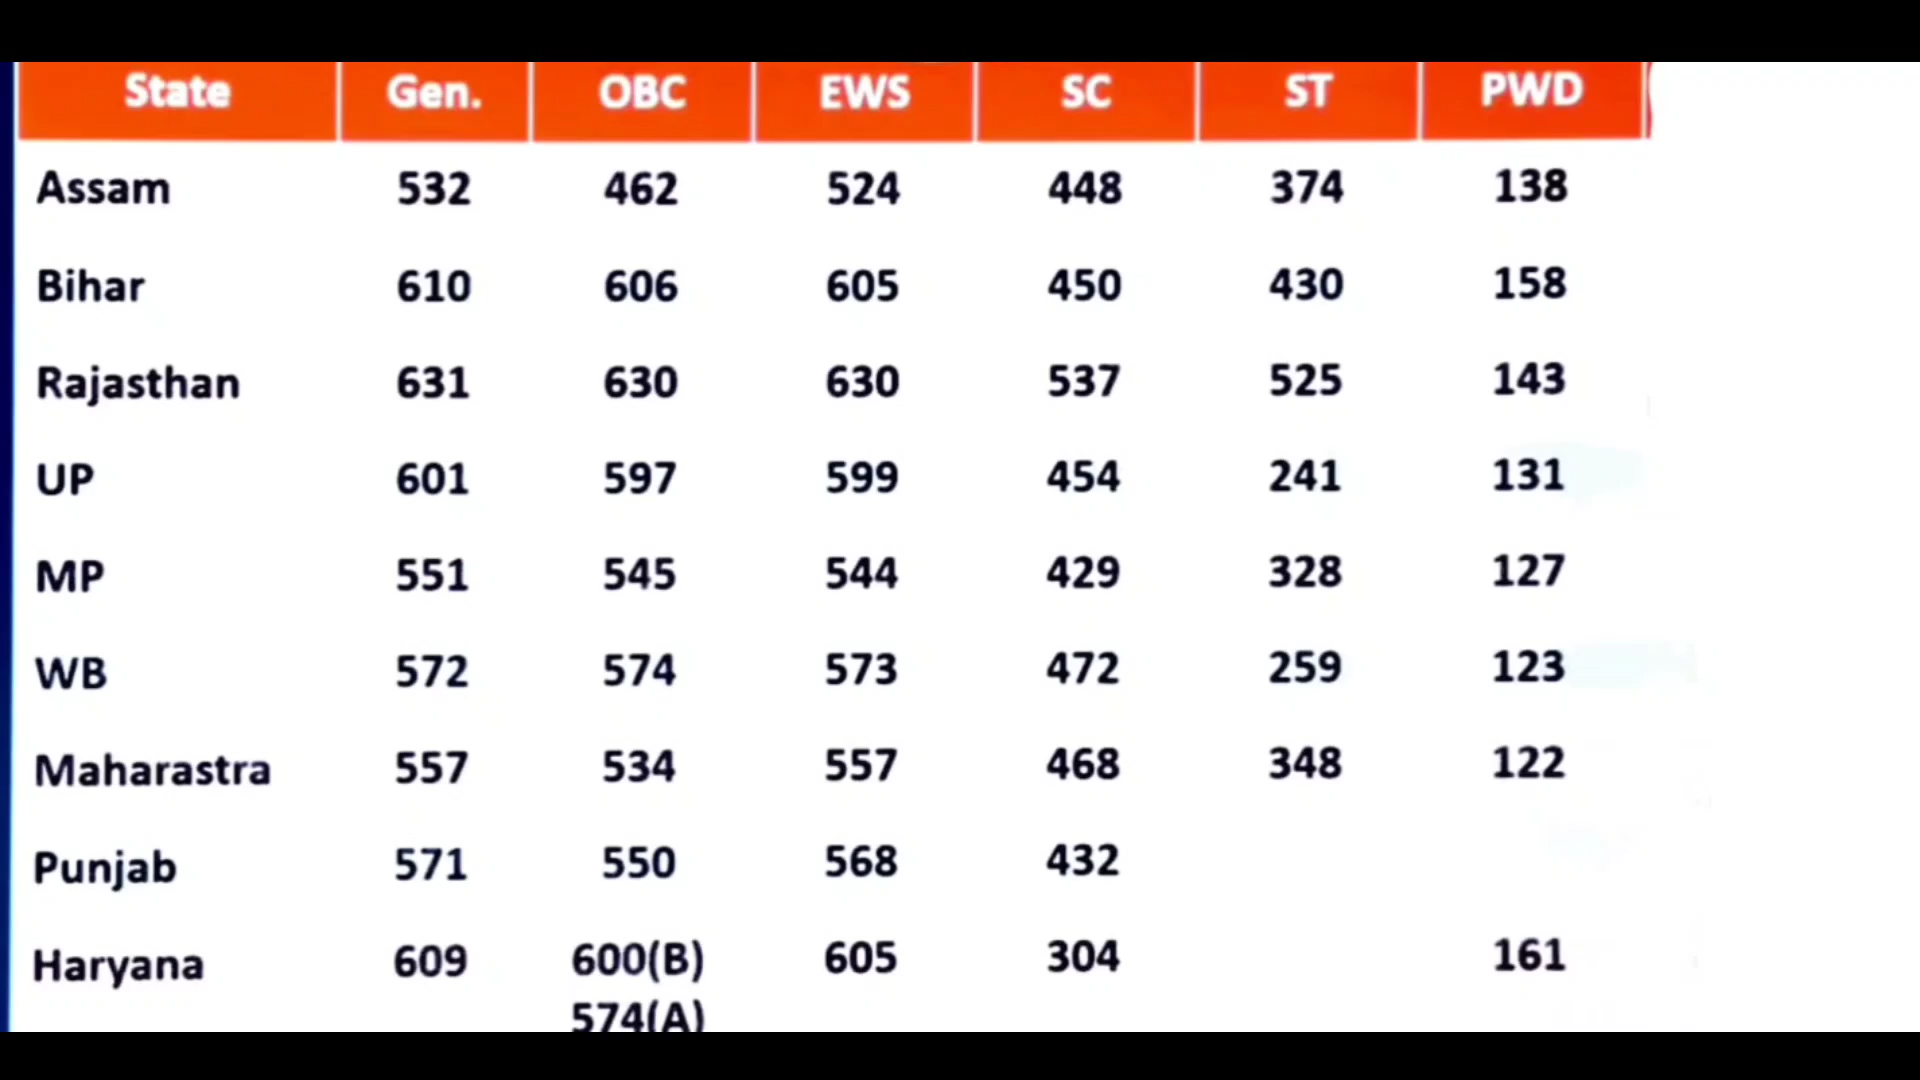 State Gen. OBC EWS SC ST PWD
Assam 532 462 524 448 374 138
Bihar 610 606 605 450 430 158
Rajasthan 631 630 630 537 525 143
UP 601 597 599 454 241 131
MP 551 545 544 429 328 127
WB 572 574 573 472 259 123
Maharastra 557 534 557 468 348 122
Punjab 571 550 568 432
Haryana 609 600(B) 605 304 161
574(A)